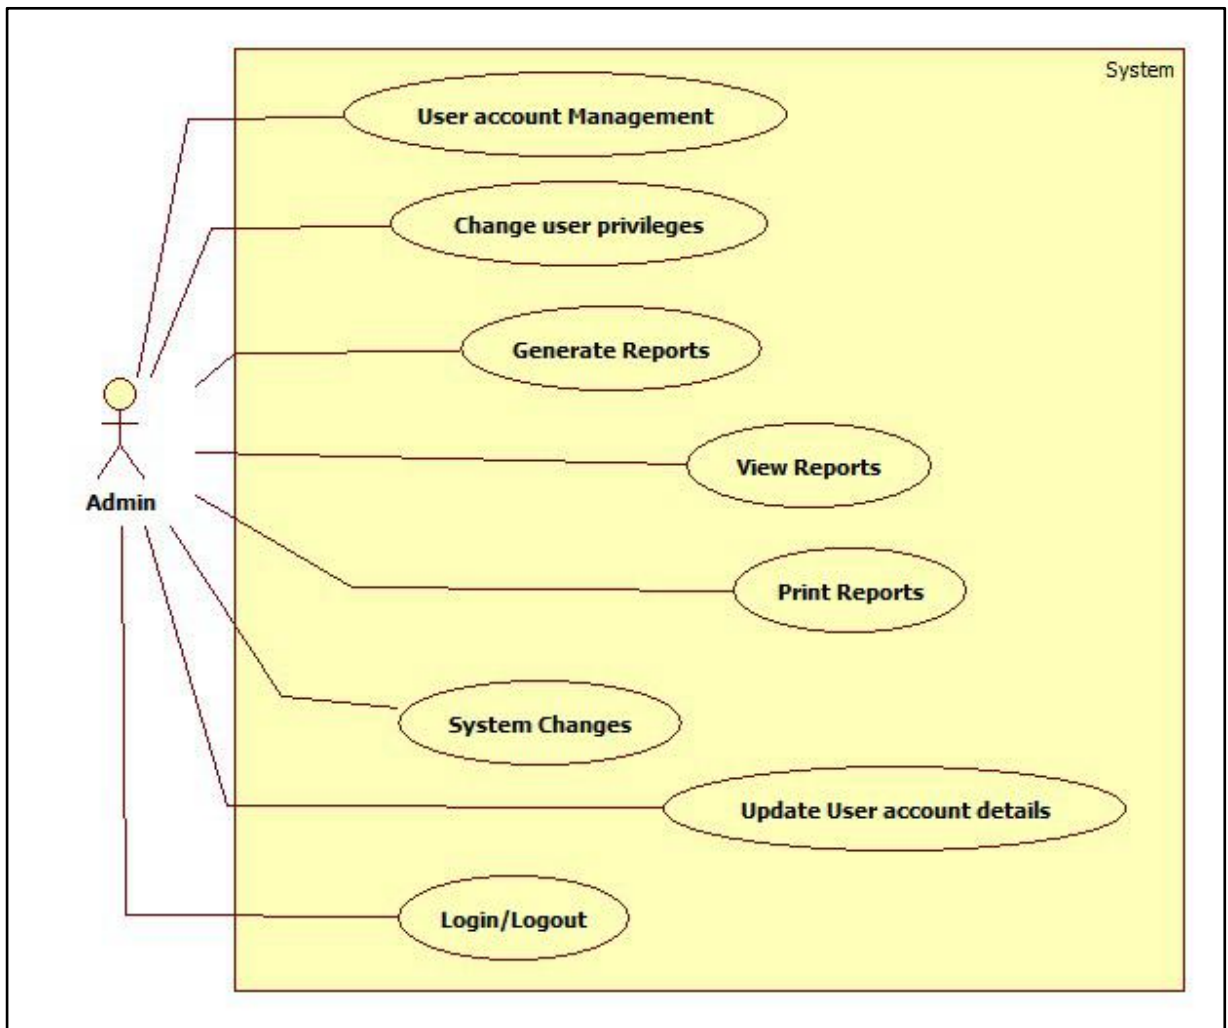 System
User account Management
Change user privileges
Generate Reports
View Reports
Admin
Print Reports
System Changes
Update User account details
Login/Logout